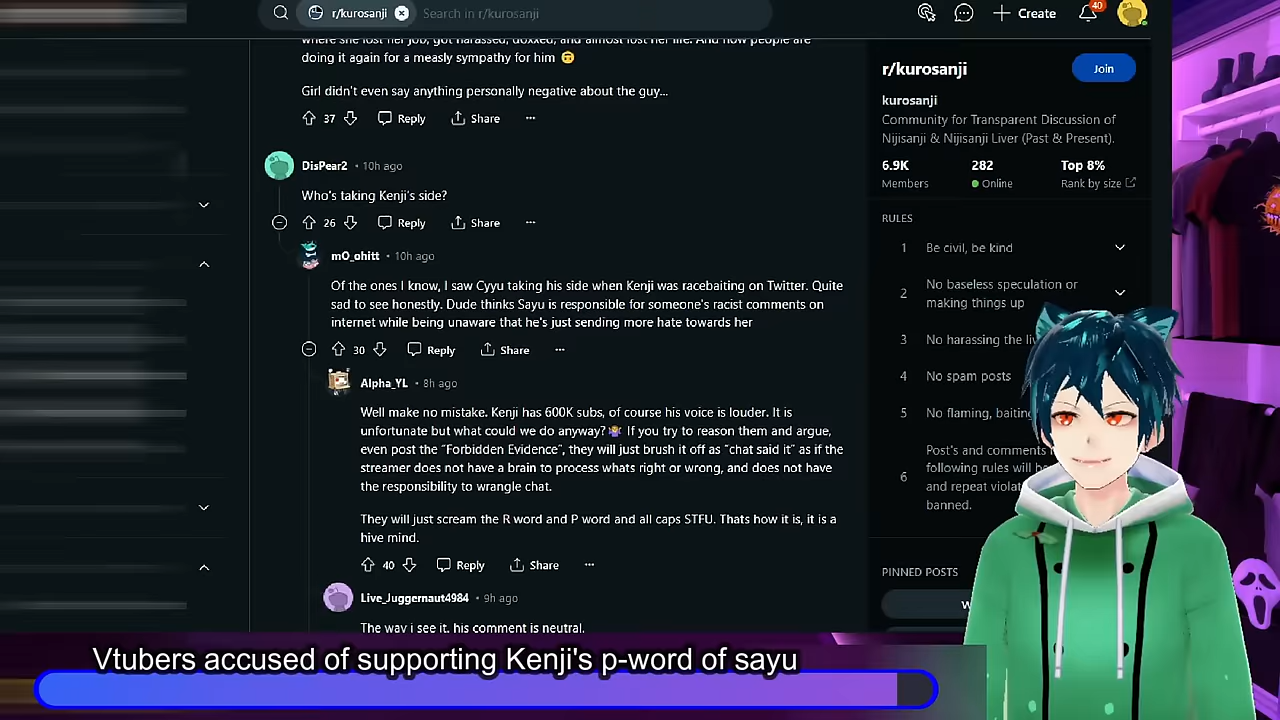 r/kurosanji
Search in r/kurosanji
Create
40
where she lost her job, got harassed, doxxed, and almost lost her life. And now people are
doing it again for a measly sympathy for him 🙃
Girl didn't even say anything personally negative about the guy...
37
Reply
Share
DisPear2 • 10h ago
Who's taking Kenji's side?
26
Reply
Share
mO_ohitt • 10h ago
Of the ones I know, I saw Cyyu taking his side when Kenji was racebaiting on Twitter. Quite
sad to see honestly. Dude thinks Sayu is responsible for someone's racist comments on
internet while being unaware that he's just sending more hate towards her
30
Reply
Share
Alpha_YL • 8h ago
Well make no mistake. Kenji has 600K subs, of course his voice is louder. It is
unfortunate but what could we do anyway? 🤷‍♀️ If you try to reason them and argue,
even post the “Forbidden Evidence”, they will just brush it off as “chat said it” as if the
streamer does not have a brain to process whats right or wrong, and does not have
the responsibility to wrangle chat.
They will just scream the R word and P word and all caps STFU. Thats how it is, it is a
hive mind.
40
Reply
Share
Live_Juggernaut4984 • 9h ago
The way i see it, his comment is neutral.
r/kurosanji
Join
kurosanji
Community for Transparent Discussion of
Nijisanji & Nijisanji Liver (Past & Present).
6.9K
282
Top 8%
Members
Online
Rank by size
RULES
1 Be civil, be kind
2 No baseless speculation or
making things up
3 No harassing the
4 No spam posts
5 No flaming, baiting
6 Post's and comments
following rules will be
and repeat
banned.
PINNED POSTS
Vtubers accused of supporting Kenji's p-word of sayu